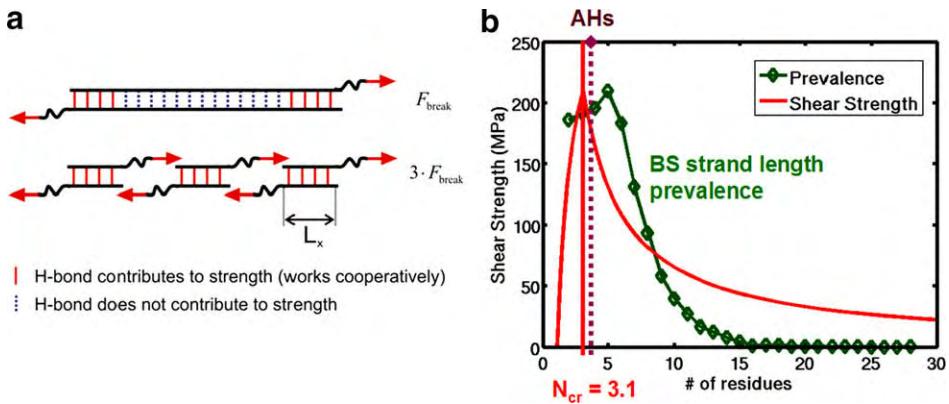 a
F_break
3 · F_break
L_x
H-bond contributes to strength (works cooperatively)
H-bond does not contribute to strength
b
AHs
250
200
150
100
50
0
Shear Strength (MPa)
Prevalence
Shear Strength
BS strand length
prevalence
0
5
10
15
20
25
30
N_cr = 3.1
# of residues